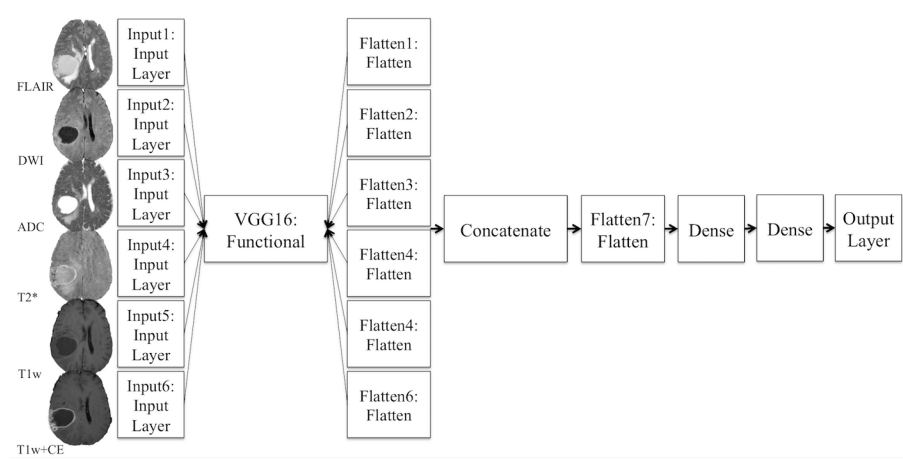 FLAIR
DWI
ADC
T2*
T1w
T1w+CE
Input1:
Input
Layer
Input2:
Input
Layer
Input3:
Input
Layer
Input4:
Input
Layer
Input5:
Input
Layer
Input6:
Input
Layer
VGG16:
Functional
Flatten1:
Flatten
Flatten2:
Flatten
Flatten3:
Flatten
Flatten4:
Flatten
Flatten4:
Flatten
Flatten6:
Flatten
Concatenate
Flatten7:
Flatten
Dense
Dense
Output
Layer